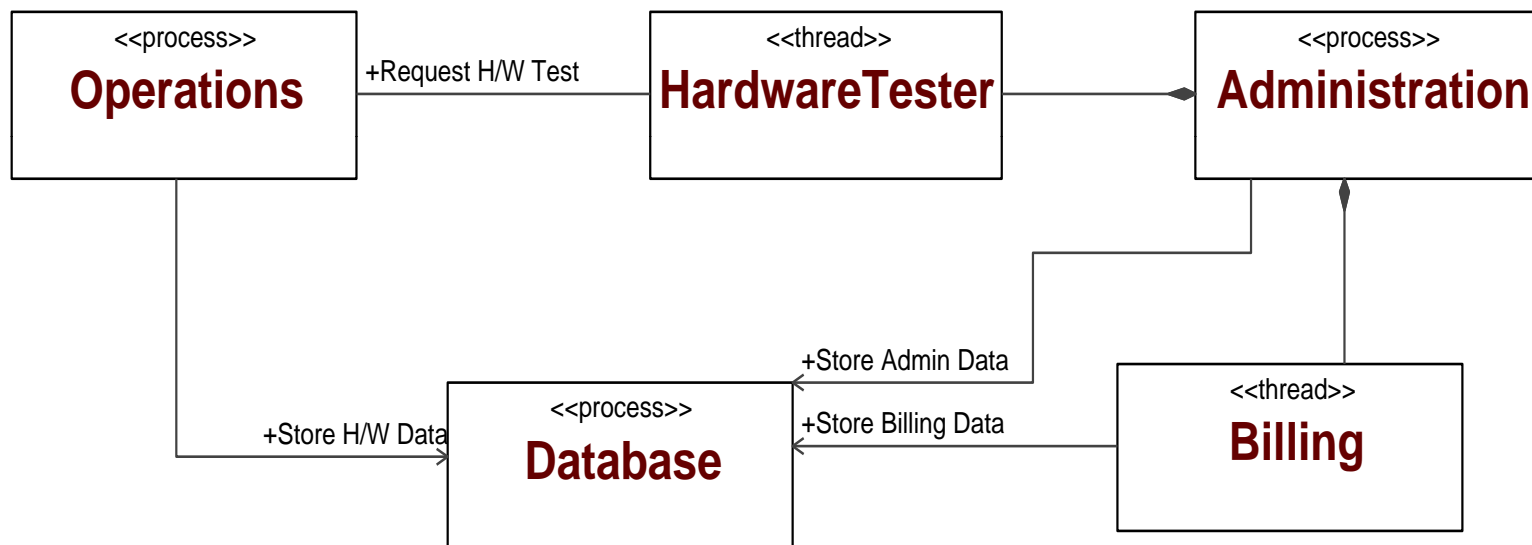 <<process>>
Operations
+Request H/W Test
<<thread>>
HardwareTester
<<process>>
Administration
+Store Admin Data
<<process>>
Database
+Store H/W Data
+Store Billing Data
<<thread>>
Billing